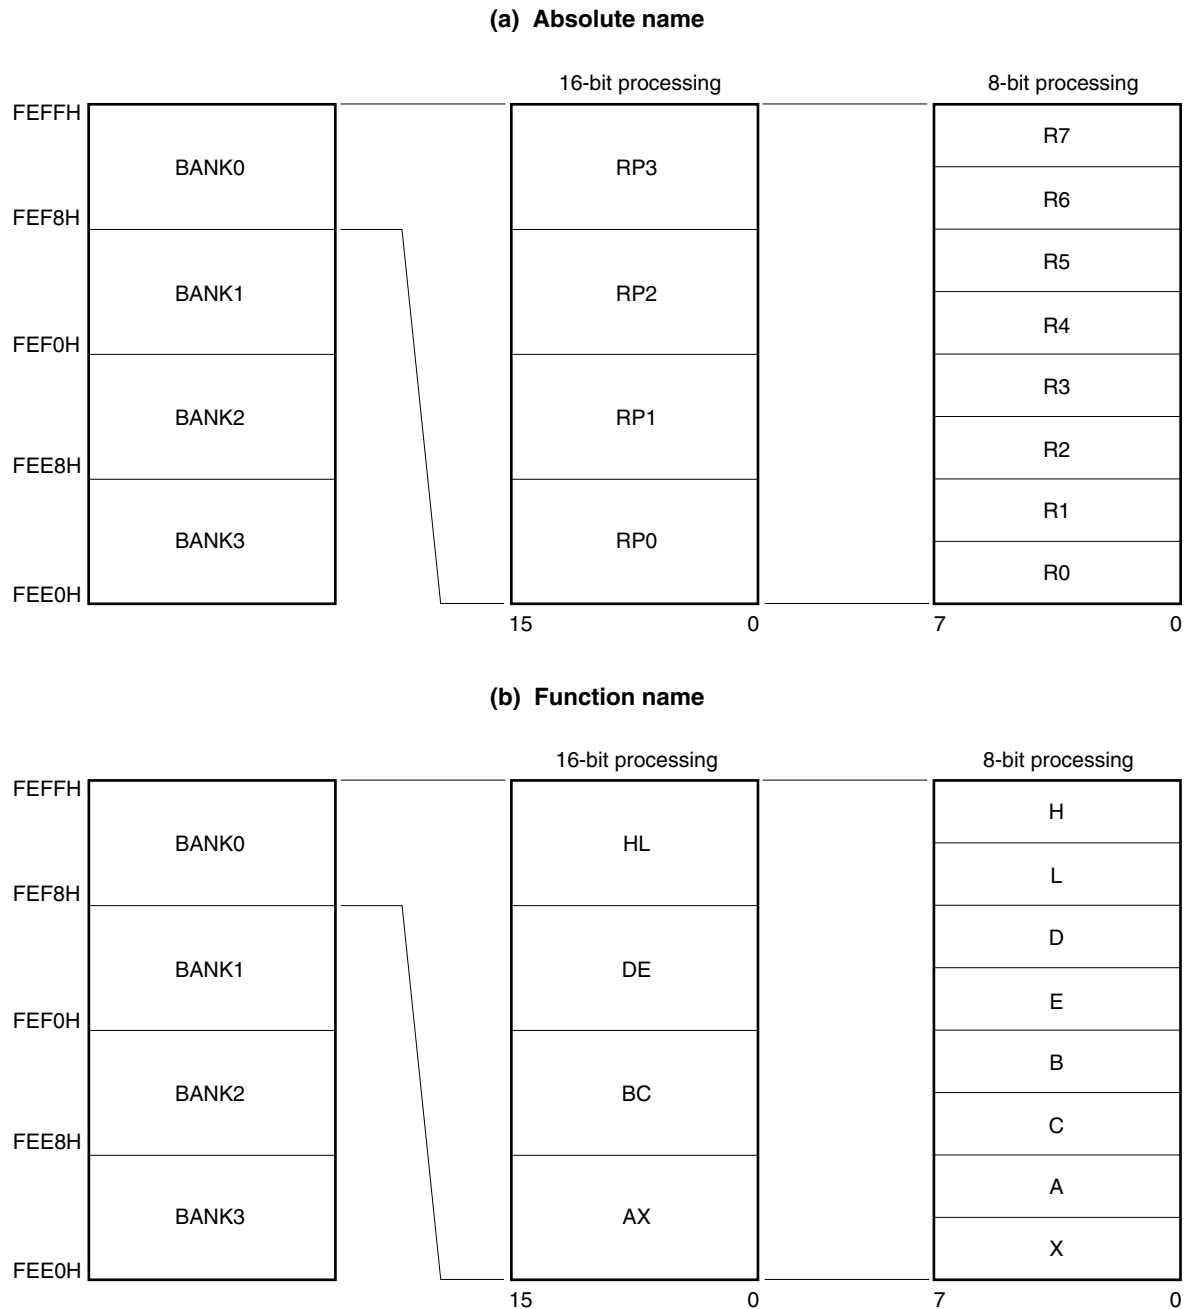 (a) Absolute name
16-bit processing
8-bit processing
FEFFH
BANK0
RP3
R7
R6
FEF8H
BANK1
RP2
R5
R4
FEF0H
BANK2
RP1
R3
R2
FEE8H
BANK3
RP0
R1
R0
FEE0H
15
0
7
0
(b) Function name
16-bit processing
8-bit processing
FEFFH
BANK0
HL
H
L
FEF8H
BANK1
DE
D
E
FEF0H
BANK2
BC
B
C
FEE8H
BANK3
AX
A
X
FEE0H
15
0
7
0